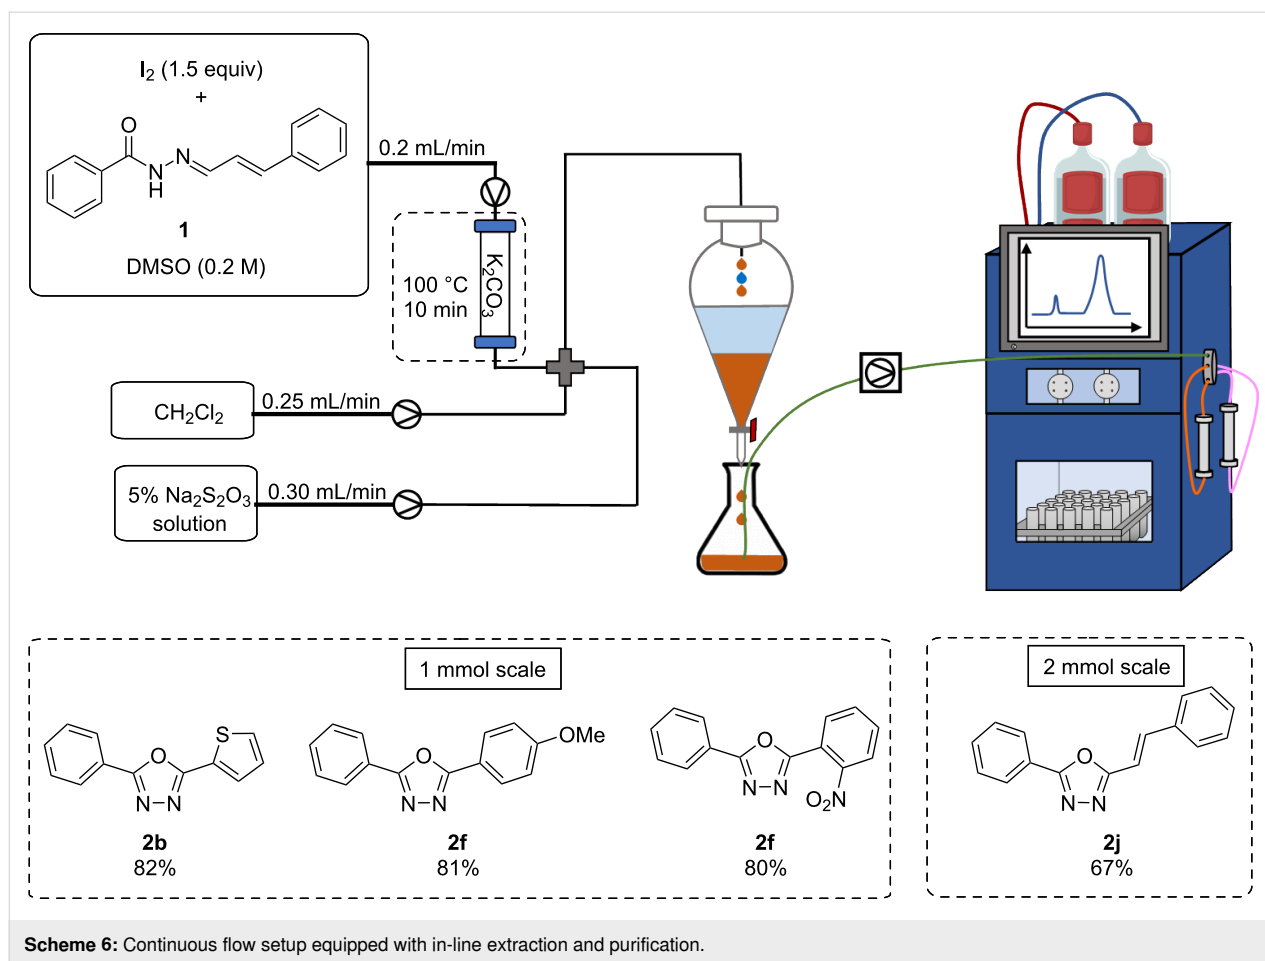 I2 (1.5 equiv)
+
O
N
N
H
1
DMSO (0.2 M)
0.2 mL/min
K2CO3
100 °C
10 min
CH2Cl2
0.25 mL/min
5% Na2S2O3
solution
0.30 mL/min
1 mmol scale
2 mmol scale
S
O
N–N
2b
82%
O
OMe
N–N
2f
81%
O
N–N
O2N
2f
80%
O
N–N
2j
67%
Scheme 6: Continuous flow setup equipped with in-line extraction and purification.